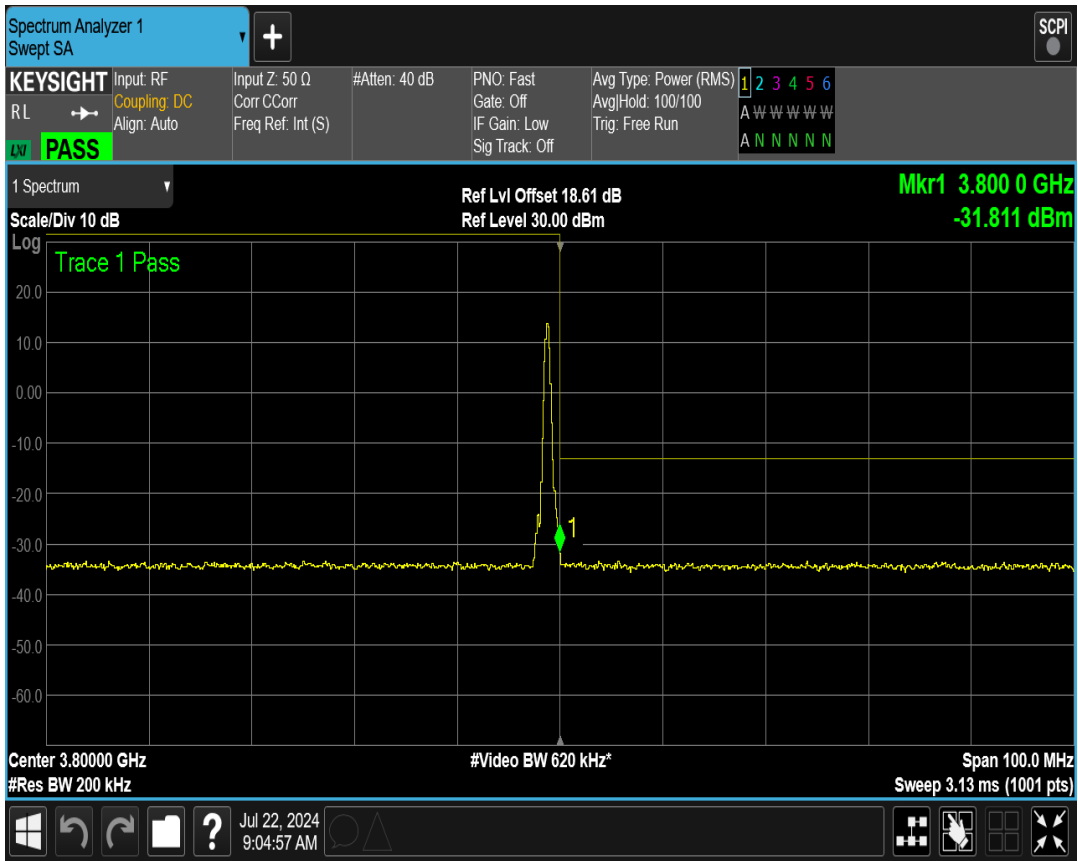 Spectrum Analyzer 1
Swept SA
+
SCPI
KEYSIGHT
R L
LXI
PASS
Input: RF
Coupling: DC
Align: Auto
Input Z: 50 Ω
Corr CCorr
Freq Ref: Int (S)
#Atten: 40 dB
PNO: Fast
Gate: Off
IF Gain: Low
Sig Track: Off
Avg Type: Power (RMS)
Avg|Hold: 100/100
Trig: Free Run
1 2 3 4 5 6
A W W W W W
A N N N N N
1 Spectrum
Scale/Div 10 dB
Ref Lvl Offset 18.61 dB
Ref Level 30.00 dBm
Mkr1 3.800 0 GHz
-31.811 dBm
Log
Trace 1 Pass
20.0
10.0
0.00
-10.0
-20.0
1
-30.0
-40.0
-50.0
-60.0
Center 3.80000 GHz
#Video BW 620 kHz*
Span 100.0 MHz
#Res BW 200 kHz
Sweep 3.13 ms (1001 pts)
?
Jul 22, 2024
9:04:57 AM